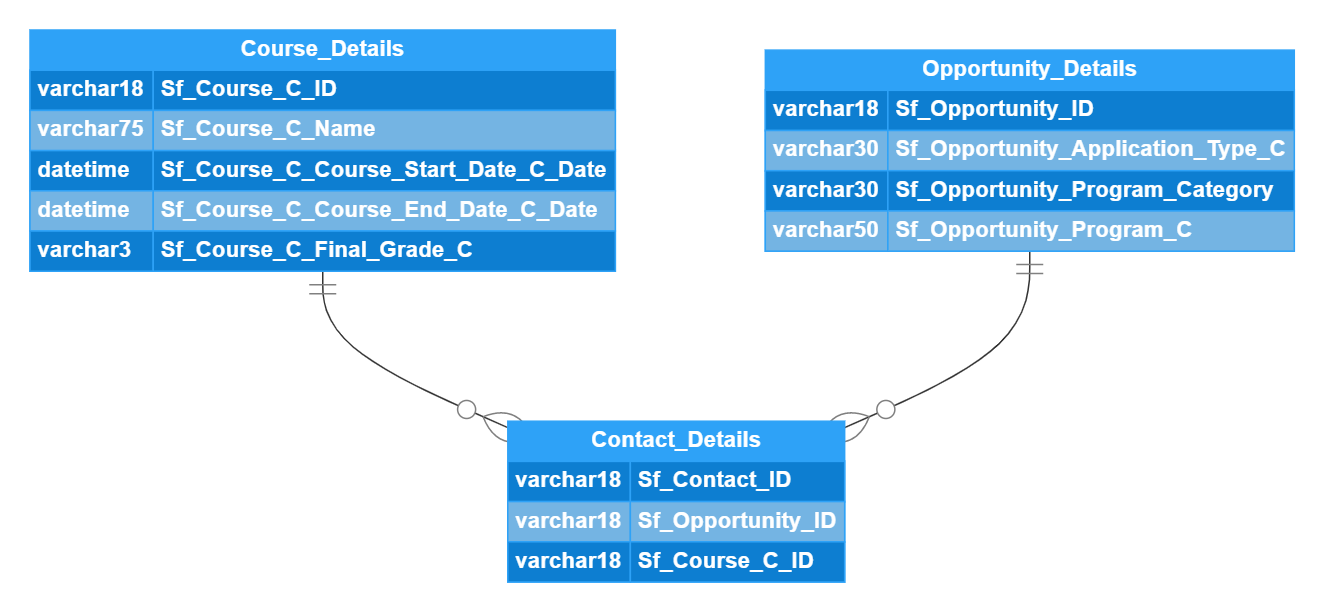 Course_Details
varchar18 Sf_Course_C_ID
varchar75 Sf_Course_C_Name
datetime Sf_Course_C_Course_Start_Date_C_Date
datetime Sf_Course_C_Course_End_Date_C_Date
varchar3 Sf_Course_C_Final_Grade_C
Opportunity_Details
varchar18 Sf_Opportunity_ID
varchar30 Sf_Opportunity_Application_Type_C
varchar30 Sf_Opportunity_Program_Category
varchar50 Sf_Opportunity_Program_C
Contact_Details
varchar18 Sf_Contact_ID
varchar18 Sf_Opportunity_ID
varchar18 Sf_Course_C_ID